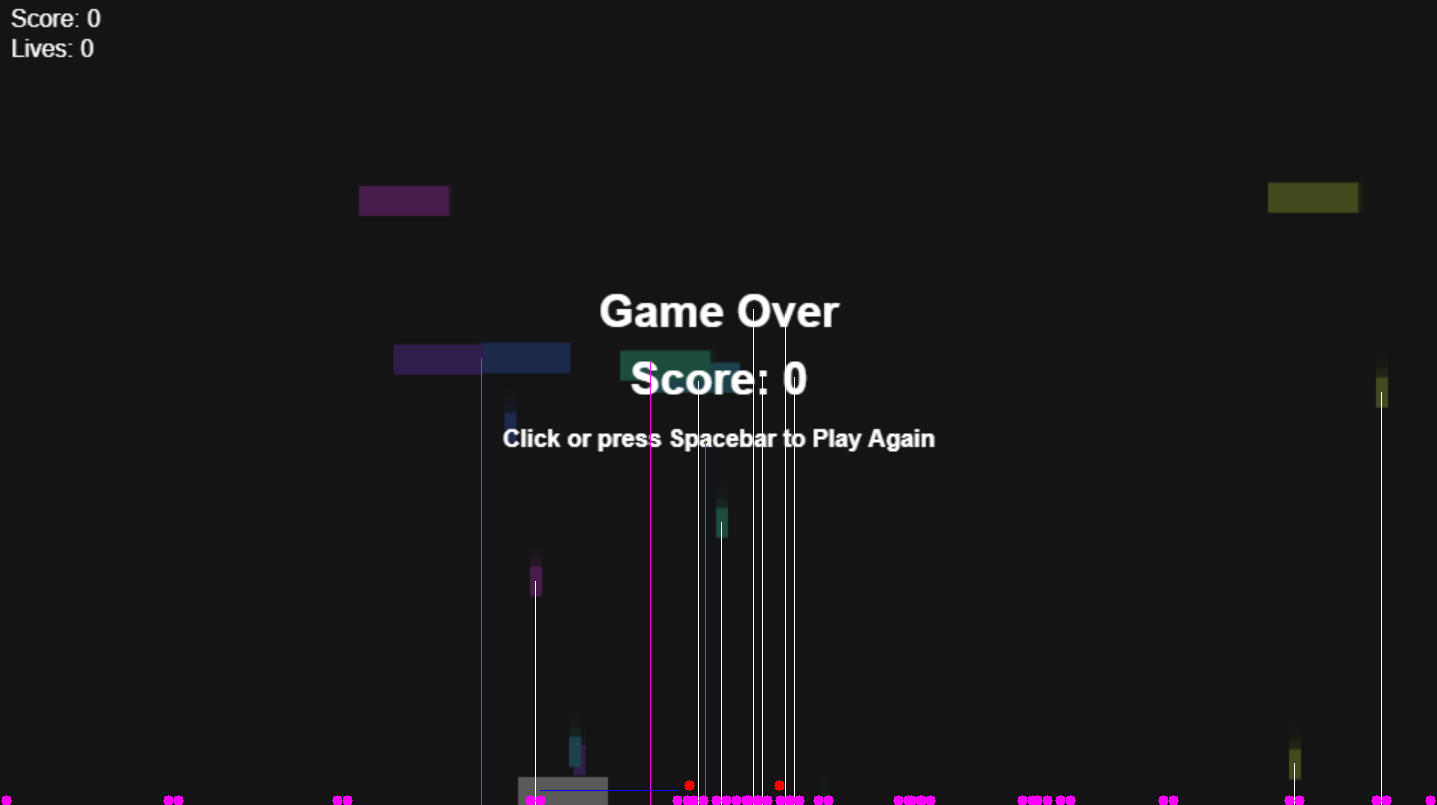 Score: 0
Lives: 0
Game Over
Score: 0
Click or press Spacebar to Play Again